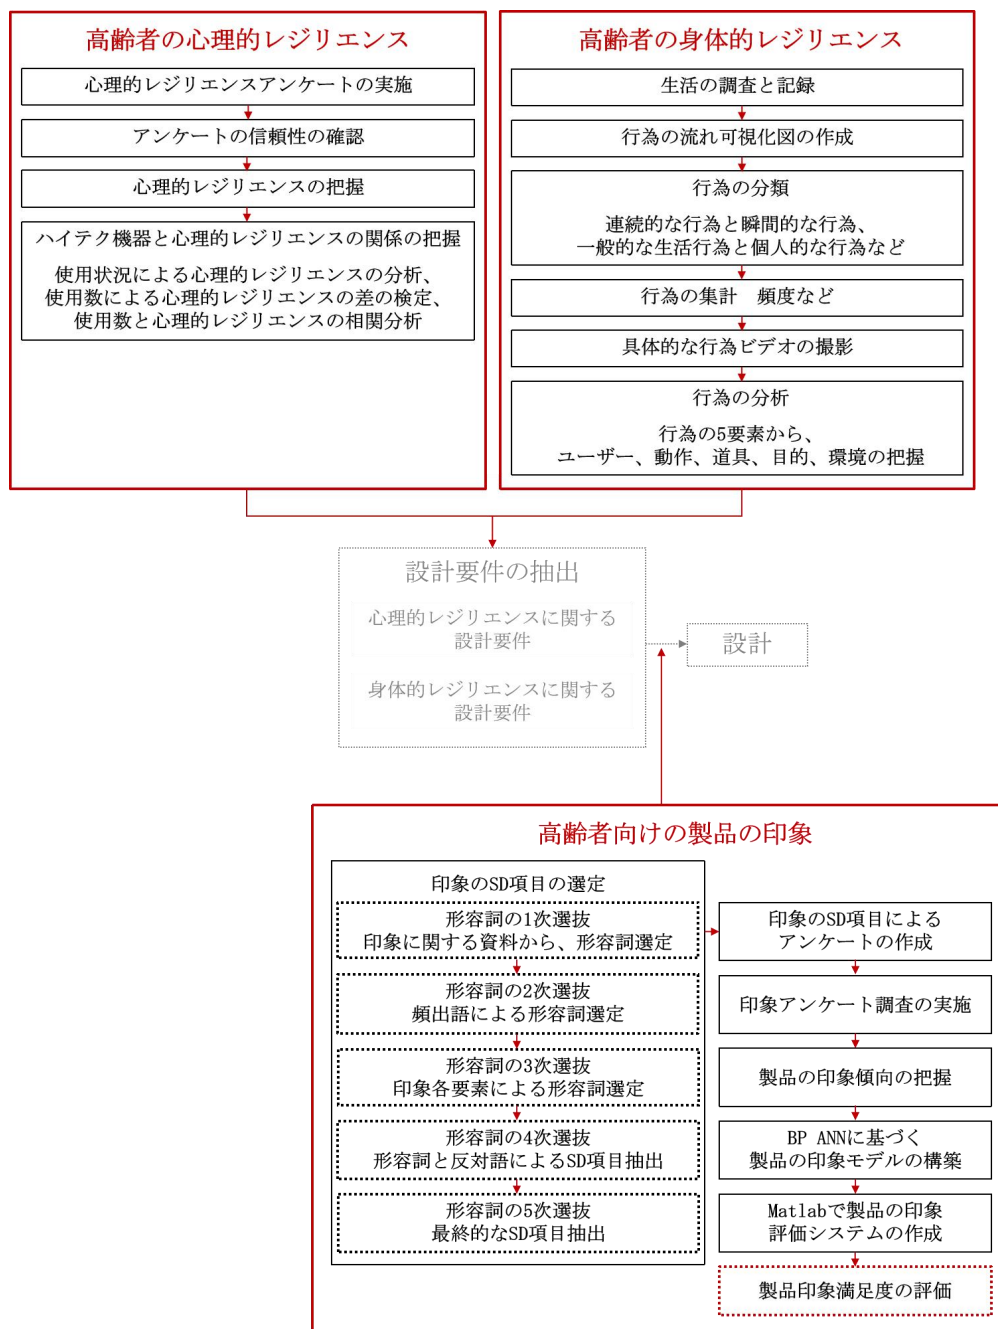 高齢者の心理的レジリエンス
心理的レジリエンスアンケートの実施
アンケートの信頼性の確認
心理的レジリエンスの把握
ハイテク機器と心理的レジリエンスの関係の把握
使用状況による心理的レジリエンスの分析、
使用数による心理的レジリエンスの差の検定、
使用数と心理的レジリエンスの相関分析
高齢者の身体的レジリエンス
生活の調査と記録
行為の流れ可視化図の作成
行為の分類
連続的な行為と瞬間的な行為、
一般的な生活行為と個人的な行為など
行為の集計　頻度など
具体的な行為ビデオの撮影
行為の分析
行為の5要素から、
ユーザー、動作、道具、目的、環境の把握
設計要件の抽出
心理的レジリエンスに関する
設計要件
身体的レジリエンスに関する
設計要件
設計
高齢者向けの製品の印象
印象のSD項目の選定
形容詞の1次選抜
印象に関する資料から、形容詞選定
形容詞の2次選抜
頻出語による形容詞選定
形容詞の3次選抜
印象各要素による形容詞選定
形容詞の4次選抜
形容詞と反対語によるSD項目抽出
形容詞の5次選抜
最終的なSD項目抽出
印象のSD項目による
アンケートの作成
印象アンケート調査の実施
製品の印象傾向の把握
BP ANNに基づく
製品の印象モデルの構築
Matlabで製品の印象
評価システムの作成
製品印象満足度の評価